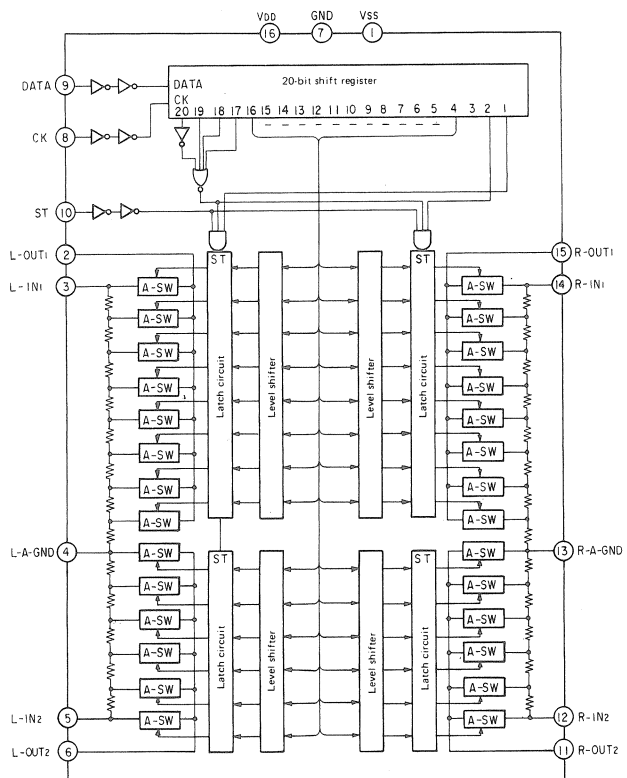 VDD GND VSS
16 7 1
DATA 9
20-bit shift register
DATA
CK
20 19 18 17 16 15 14 13 12 11 10 9 8 7 6 5 4 3 2 1
CK 8
ST 10
L-OUT1 2
ST
ST
15 R-OUT1
L-IN1 3
A-SW
A-SW
14 R-IN1
A-SW
A-SW
A-SW
A-SW
A-SW
A-SW
Latch circuit
Level shifter
Level shifter
Latch circuit
A-SW
A-SW
A-SW
A-SW
A-SW
A-SW
A-SW
A-SW
L-A-GND 4
A-SW
ST
ST
A-SW
13 R-A-GND
A-SW
A-SW
A-SW
A-SW
Latch circuit
Level shifter
Level shifter
Latch circuit
A-SW
A-SW
A-SW
A-SW
L-IN2 5
A-SW
A-SW
12 R-IN2
L-OUT2 6
11 R-OUT2